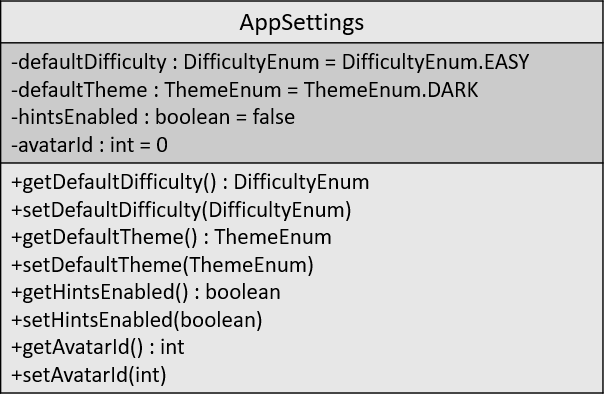 AppSettings
-defaultDifficulty : DifficultyEnum = DifficultyEnum.EASY
-defaultTheme : ThemeEnum = ThemeEnum.DARK
-hintsEnabled : boolean = false
-avatarId : int = 0
+getDefaultDifficulty() : DifficultyEnum
+setDefaultDifficulty(DifficultyEnum)
+getDefaultTheme() : ThemeEnum
+setDefaultTheme(ThemeEnum)
+getHintsEnabled() : boolean
+setHintsEnabled(boolean)
+getAvatarId() : int
+setAvatarId(int)